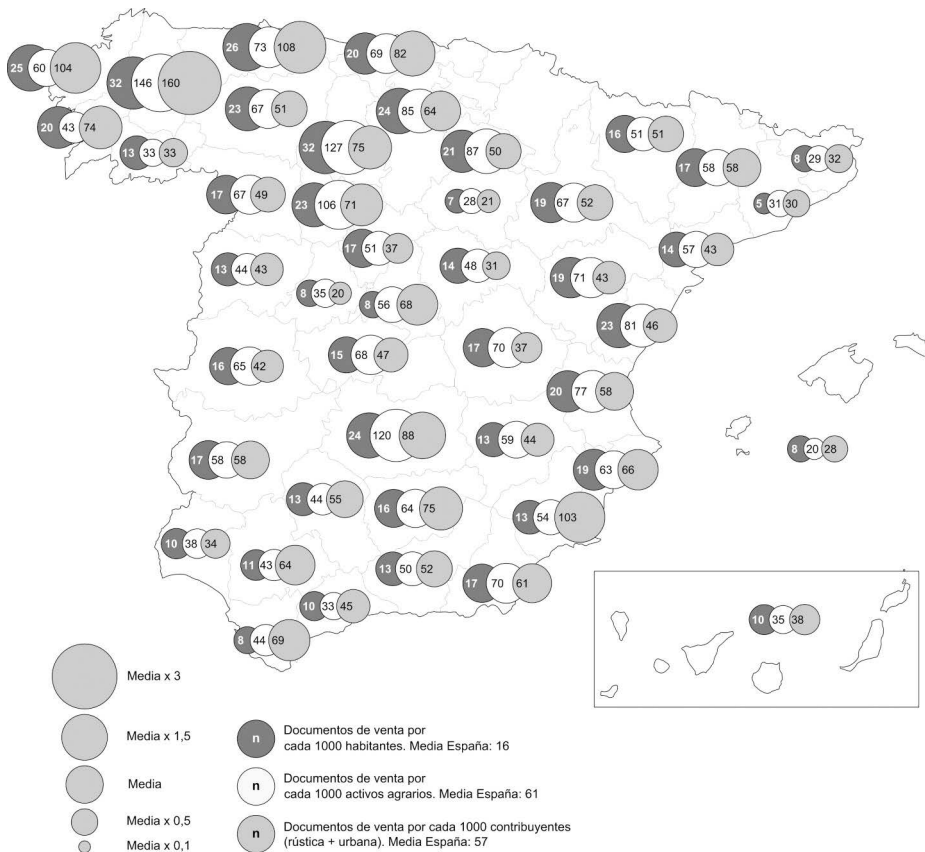 26 73 108
20 69 82
25 60 104
32 146 160
23 67 51
24 85 64
20 43 74
13 33 33
32 127 75
21 87 50
16 51 51
17 58 58
8 29 32
17 67 49
23 106 71
7 28 21
19 67 52
5 31 30
17 51 37
14 48 31
14 57 43
13 44 43
19 71 43
8 35 20
8 56 68
23 81 46
16 65 42
15 68 47
17 70 37
20 77 58
24 120 88
13 59 44
8 20 28
17 58 58
19 63 66
13 44 55
16 64 75
13 54 103
10 38 34
11 43 64
13 50 52
17 70 61
10 33 45
10 35 38
8 44 69
Media x 3
Media x 1,5
Media
Media x 0,5
Media x 0,1
n
Documentos de venta por
cada 1000 habitantes. Media España: 16
n
Documentos de venta por
cada 1000 activos agrarios. Media España: 61
n
Documentos de venta por cada 1000 contribuyentes
(rústica + urbana). Media España: 57